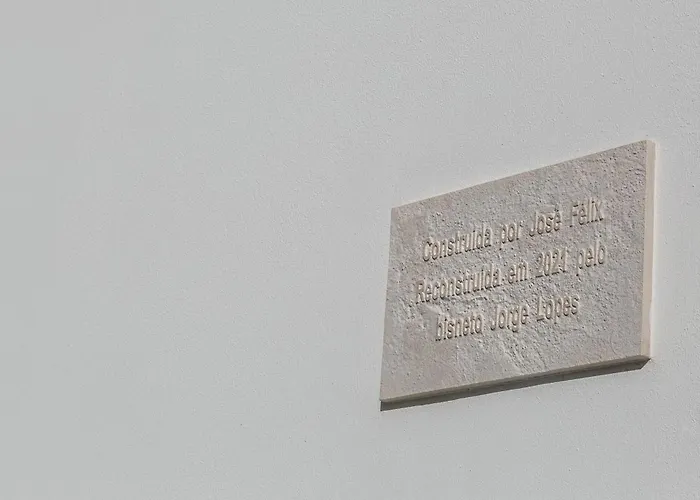 Construída por José Félix
Reconstruída em 2021 pelo
bisneto Jorge Lopes